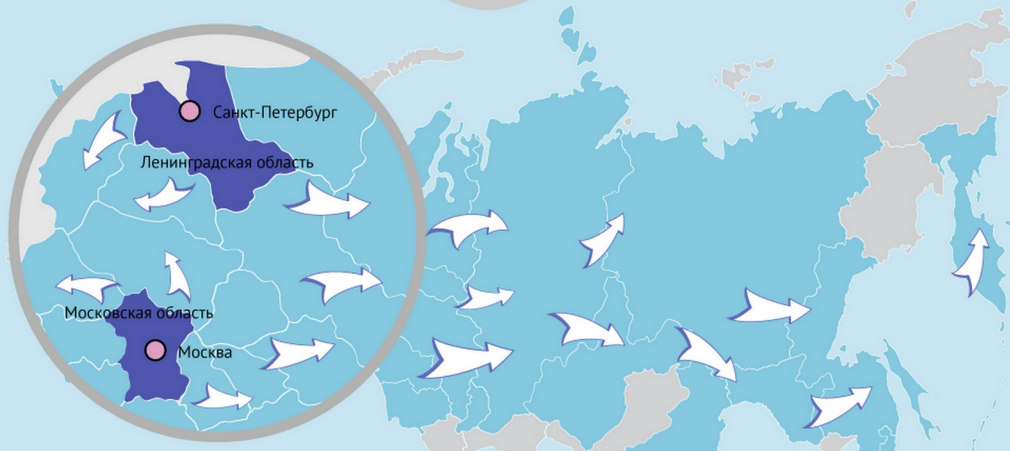 Санкт-Петербург
Ленинградская область
Московская область
Москва